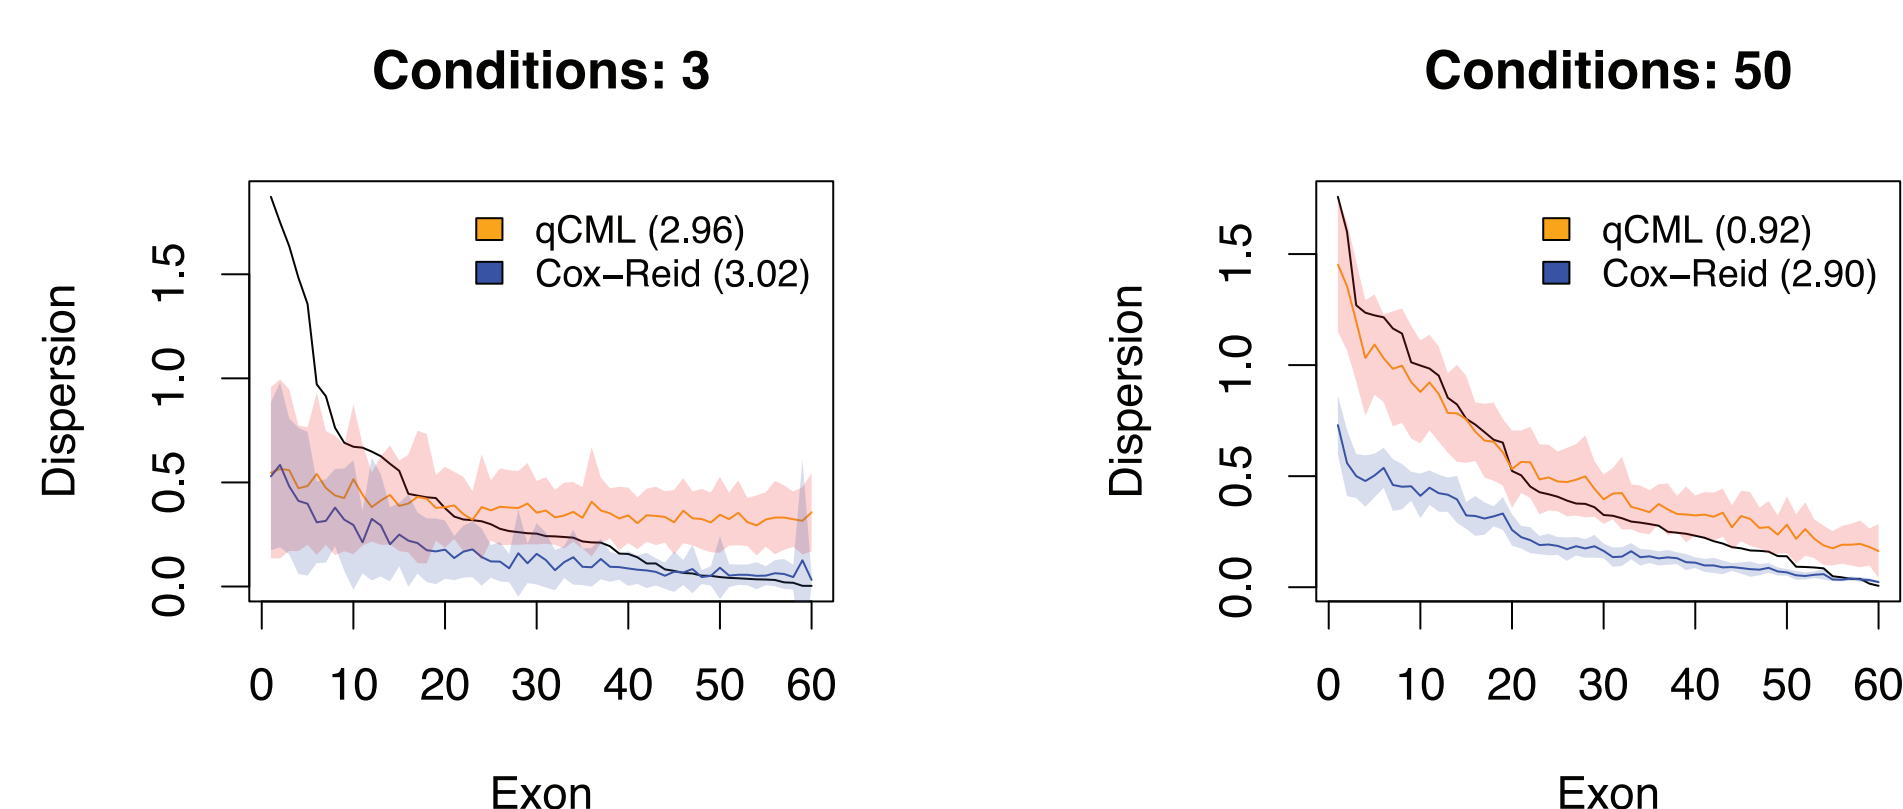 Conditions: 3
Dispersion
0.0 0.5 1.0 1.5
qCML (2.96)
Cox−Reid (3.02)
0 10 20 30 40 50 60
Exon
Conditions: 50
Dispersion
0.0 0.5 1.0 1.5
qCML (0.92)
Cox−Reid (2.90)
0 10 20 30 40 50 60
Exon